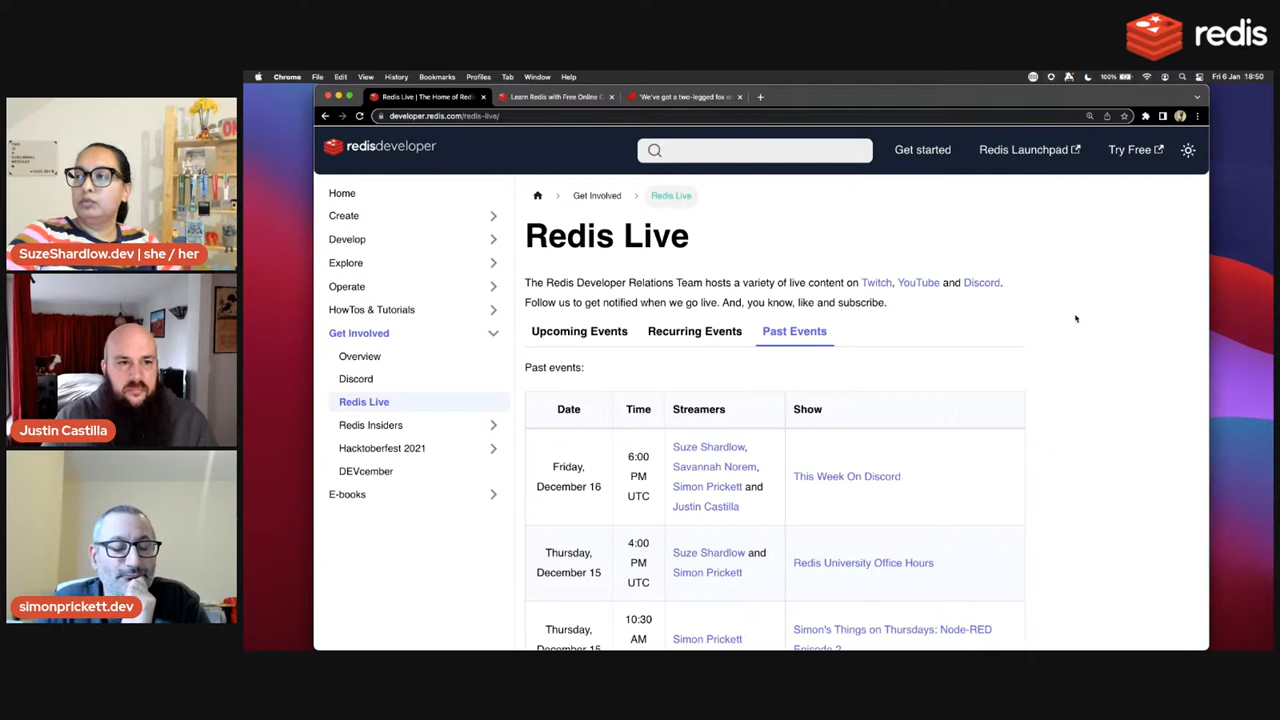 redis
Chrome File Edit View History Bookmarks Profiles Tab Window Help
100%
Fri 6 Jan 18:50
Redis Live | The Home of Redi
Learn Redis with Free Online C
"We've got a two-legged fox o
developer.redis.com/redis-live/
redisdeveloper
Get started
Redis Launchpad
Try Free
Home
Create
Develop
Explore
Operate
HowTos & Tutorials
Get Involved
Overview
Discord
Redis Live
Redis Insiders
Hacktoberfest 2021
DEVcember
E-books
Get Involved
Redis Live
Redis Live
The Redis Developer Relations Team hosts a variety of live content on Twitch, YouTube and Discord.
Follow us to get notified when we go live. And, you know, like and subscribe.
Upcoming Events Recurring Events Past Events
Past events:
Date Time Streamers Show
Friday, December 16
6:00 PM UTC
Suze Shardlow, Savannah Norem, Simon Prickett and Justin Castilla
This Week On Discord
Thursday, December 15
4:00 PM UTC
Suze Shardlow and Simon Prickett
Redis University Office Hours
Thursday, December 15
10:30 AM
Simon Prickett
Simon's Things on Thursdays: Node-RED Episode 2
SuzeShardlow.dev | she / her
Justin Castilla
simonprickett.dev